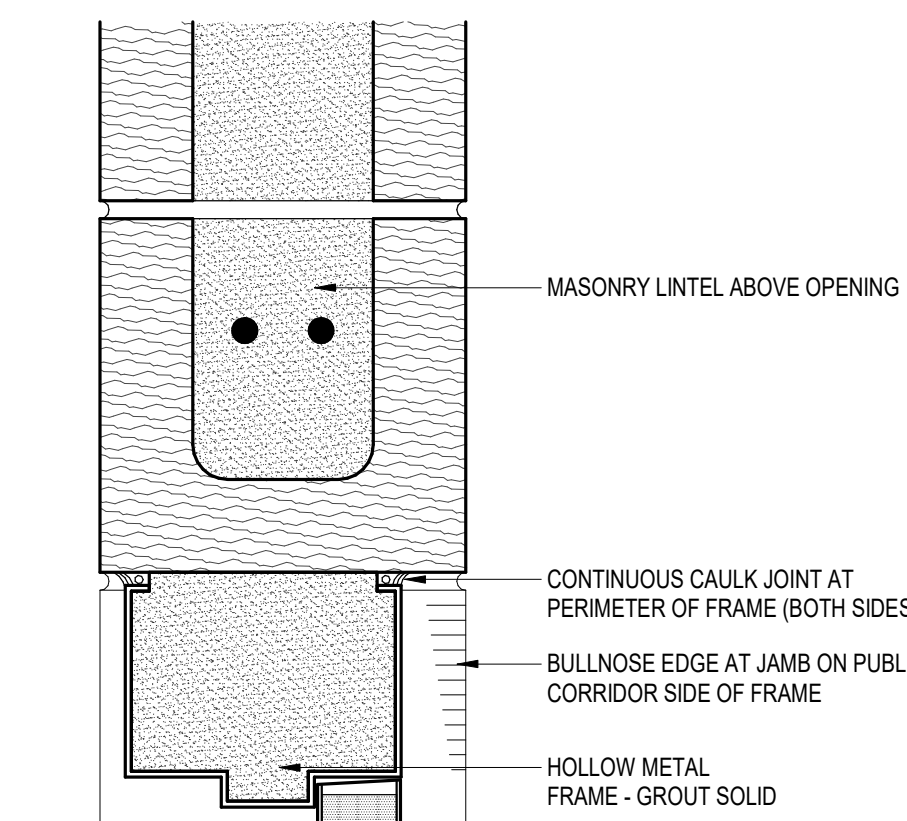 MASONRY LINTEL ABOVE OPENING
CONTINUOUS CAULK JOINT AT
PERIMETER OF FRAME (BOTH SIDES
BULLNOSE EDGE AT JAMB ON PUBL
CORRIDOR SIDE OF FRAME
HOLLOW METAL
FRAME - GROUT SOLID